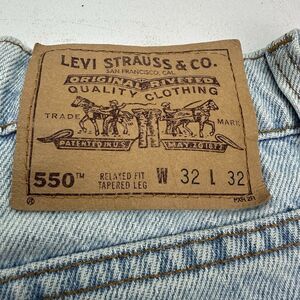 LEVI STRAUSS & CO.
SAN FRANCISCO, CAL.
ORIGINAL RIVETED
QUALITY CLOTHING
TRADE MARK
PATENTED IN U.S. MAY 20 1873
550™ RELAXED FIT TAPERED LEG W 32 L 32